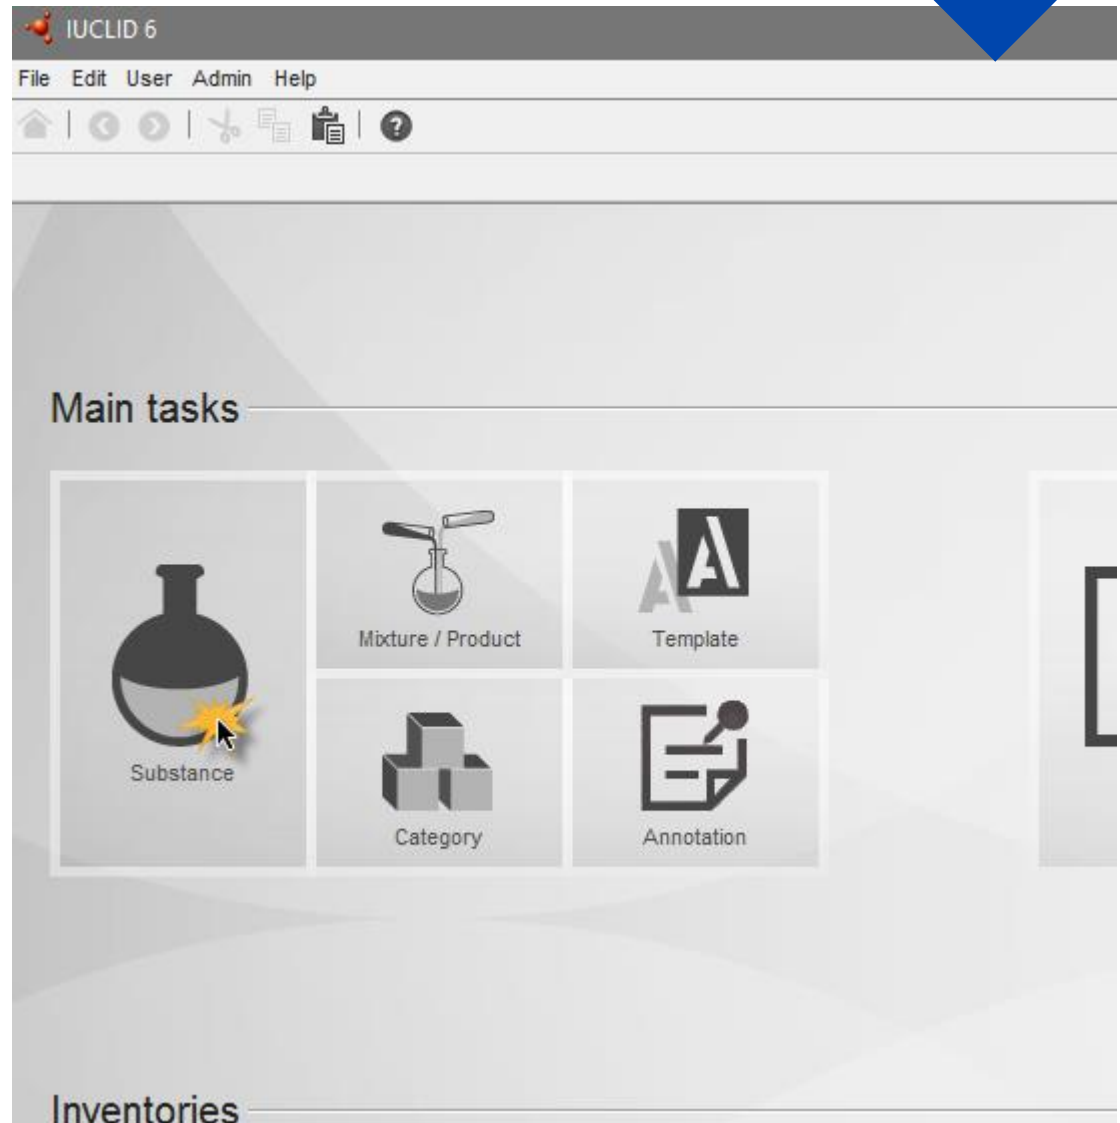 IUCLID 6
File Edit User Admin Help
Main tasks
Mixture / Product
Template
Substance
Category
Annotation
Inventories